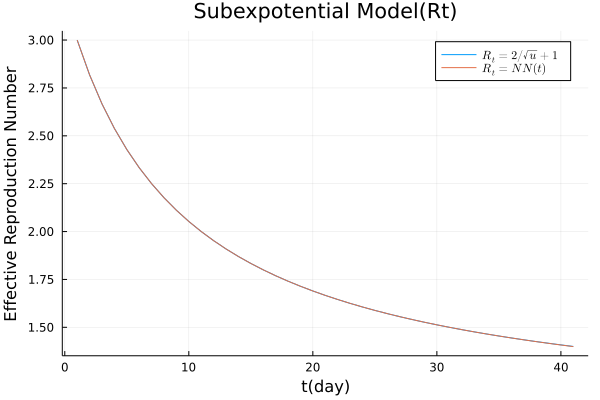 Subexpotential Model(Rt)
Effective Reproduction Number
3.00
2.75
2.50
2.25
2.00
1.75
1.50
R_t = 2/√u + 1
R_t = NN(t)
0 10 20 30 40
t(day)